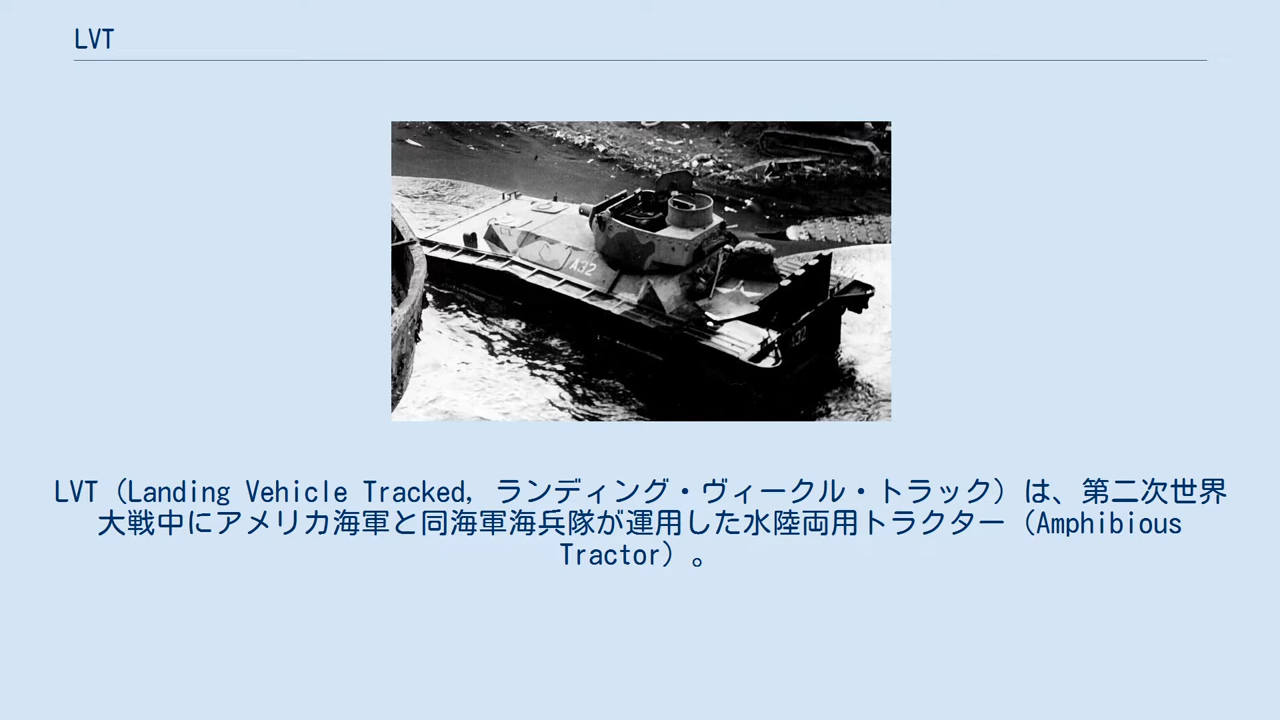 LVT
A32
32
LVT（Landing Vehicle Tracked, ランディング・ヴィークル・トラック）は、第二次世界
大戦中にアメリカ海軍と同海軍海兵隊が運用した水陸両用トラクター（Amphibious
Tractor）。